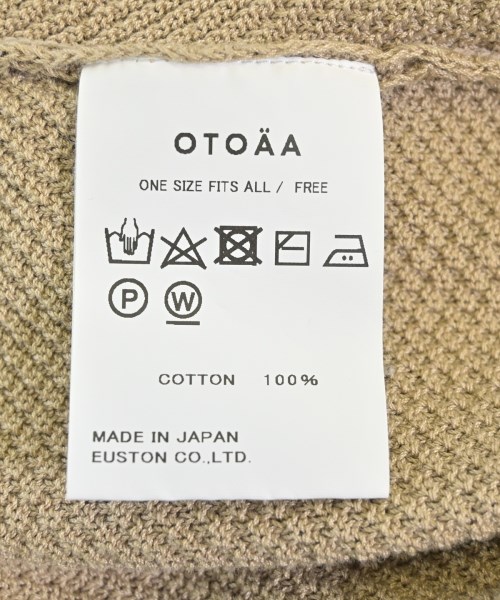 OTOÄA
ONE SIZE FITS ALL / FREE
P W
COTTON 100%
MADE IN JAPAN
EUSTON CO.,LTD.